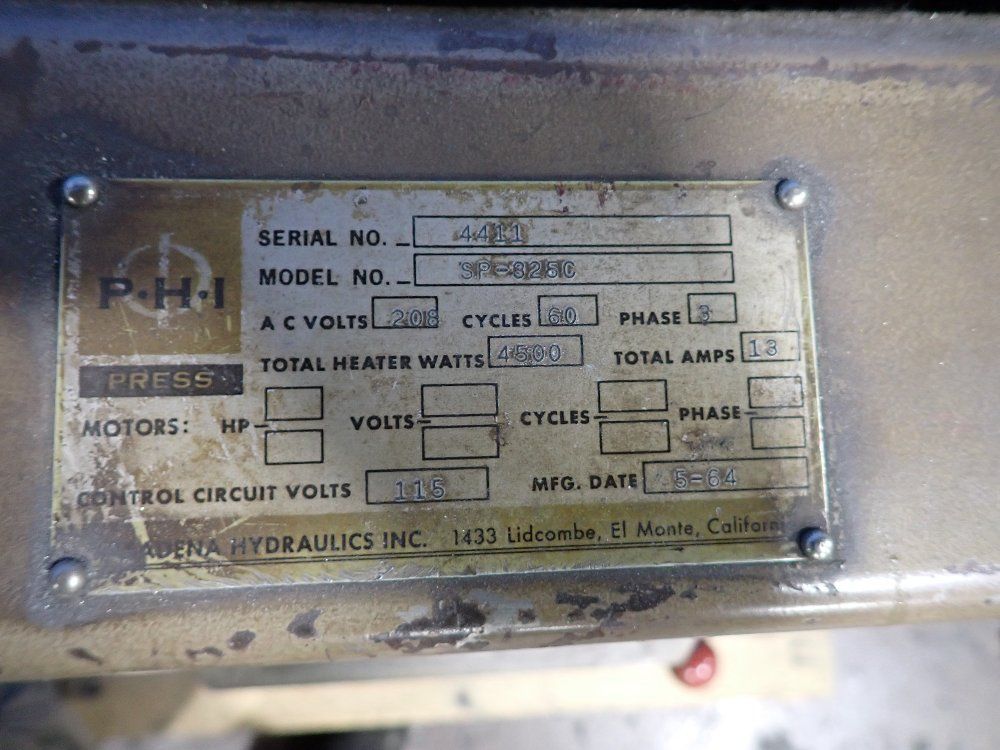 P·H·I
PRESS
SERIAL NO. 4411
MODEL NO. SP-325C
A C VOLTS 208 CYCLES 60 PHASE 3
TOTAL HEATER WATTS 4500 TOTAL AMPS 13
MOTORS: HP VOLTS CYCLES PHASE
CONTROL CIRCUIT VOLTS 115 MFG. DATE 5-64
ADENA HYDRAULICS INC. 1433 Lidcombe, El Monte, Californ